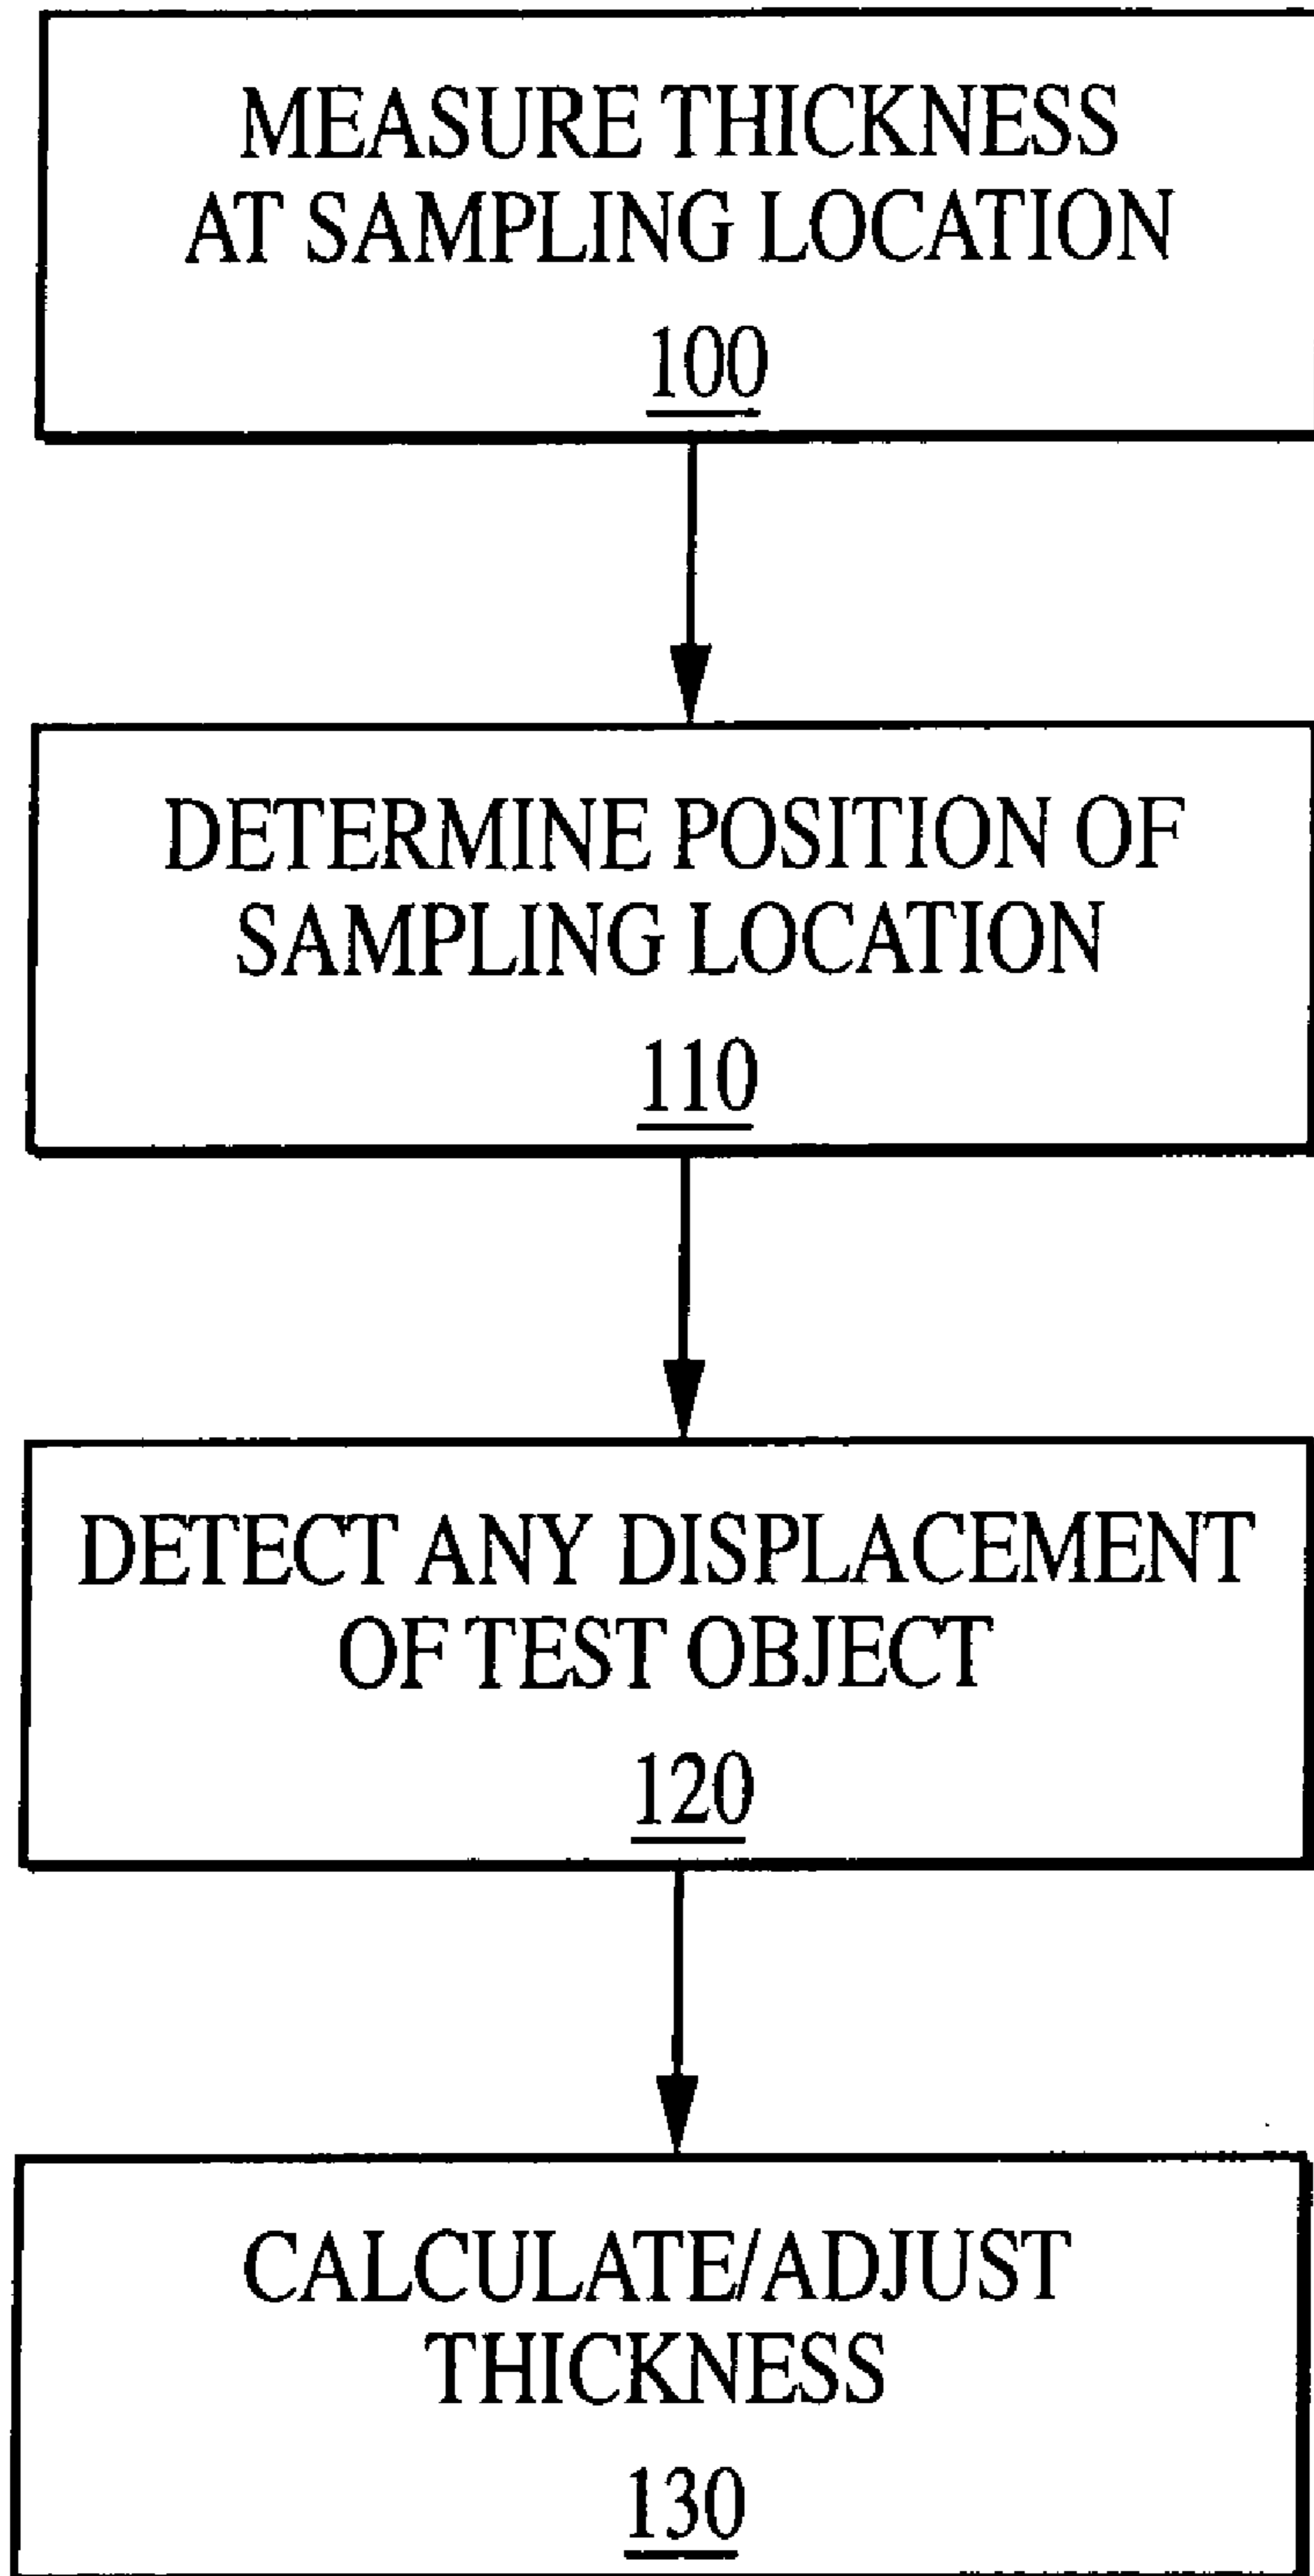 MEASURE THICKNESS
AT SAMPLING LOCATION
100
DETERMINE POSITION OF
SAMPLING LOCATION
110
DETECT ANY DISPLACEMENT
OF TEST OBJECT
120
CALCULATE/ADJUST
THICKNESS
130